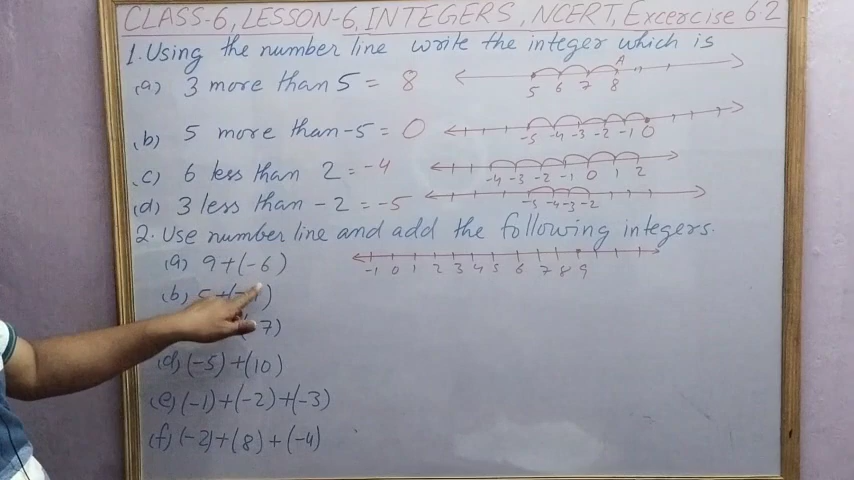 CLASS-6, LESSON-6, INTEGERS, NCERT, Excercise 6.2
1. Using the number line write the integer which is
(a) 3 more than 5 = 8
5 6 7 8 A
(b) 5 more than -5 = 0
-5 -4 -3 -2 -1 0
(c) 6 less than 2 = -4
-4 -3 -2 -1 0 1 2
(d) 3 less than -2 = -5
-5 -4 -3 -2
2. Use number line and add the following integers.
(a) 9+(-6)
-1 0 1 2 3 4 5 6 7 8 9
(b) 5+(-
7)
(d) (-5)+(10)
(e) (-1)+(-2)+(-3)
(f) (-2)+(8)+(-4)